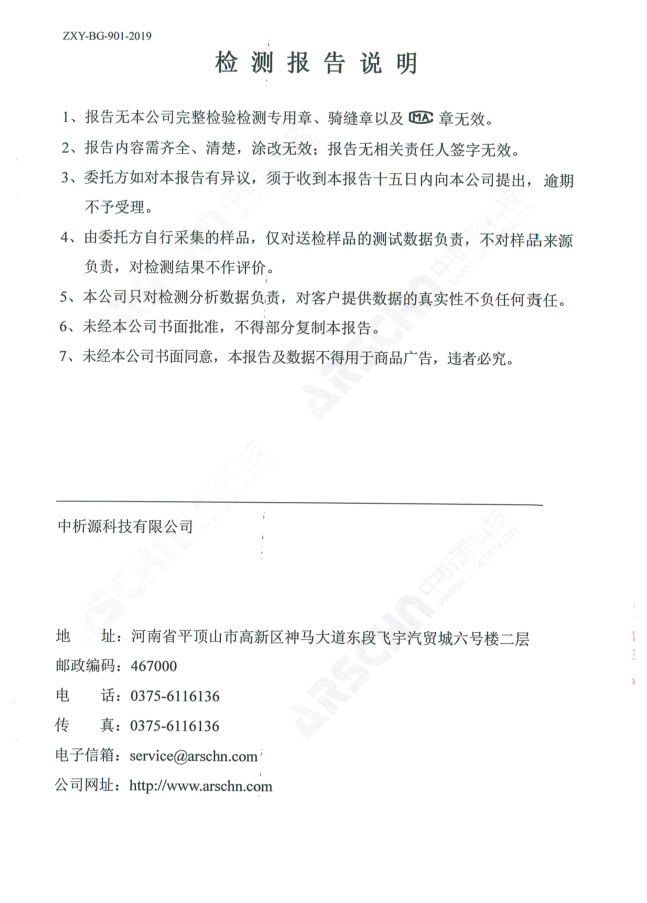 ZXY-BG-901-2019
检测报告说明
1、报告无本公司完整检验检测专用章、骑缝章以及 MA 章无效。
2、报告内容需齐全、清楚，涂改无效；报告无相关责任人签字无效。
3、委托方如对本报告有异议，须于收到本报告十五日内向本公司提出，逾期
不予受理。
4、由委托方自行采集的样品，仅对送检样品的测试数据负责，不对样品来源
负责，对检测结果不作评价。
5、本公司只对检测分析数据负责，对客户提供数据的真实性不负任何责任。
6、未经本公司书面批准，不得部分复制本报告。
7、未经本公司书面同意，本报告及数据不得用于商品广告，违者必究。
中析源科技有限公司
地 址：河南省平顶山市高新区神马大道东段飞宇汽贸城六号楼二层
邮政编码：467000
电 话：0375-6116136
传 真：0375-6116136
电子信箱：service@arschn.com
公司网址：http://www.arschn.com
ARSCHN 中析源科技
www.arschn.com